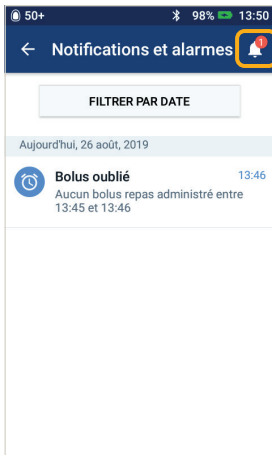 50+ 98% 13:50
Notifications et alarmes 1
FILTRER PAR DATE
Aujourd'hui, 26 août, 2019
Bolus oublié 13:46
Aucun bolus repas administré entre
13:45 et 13:46